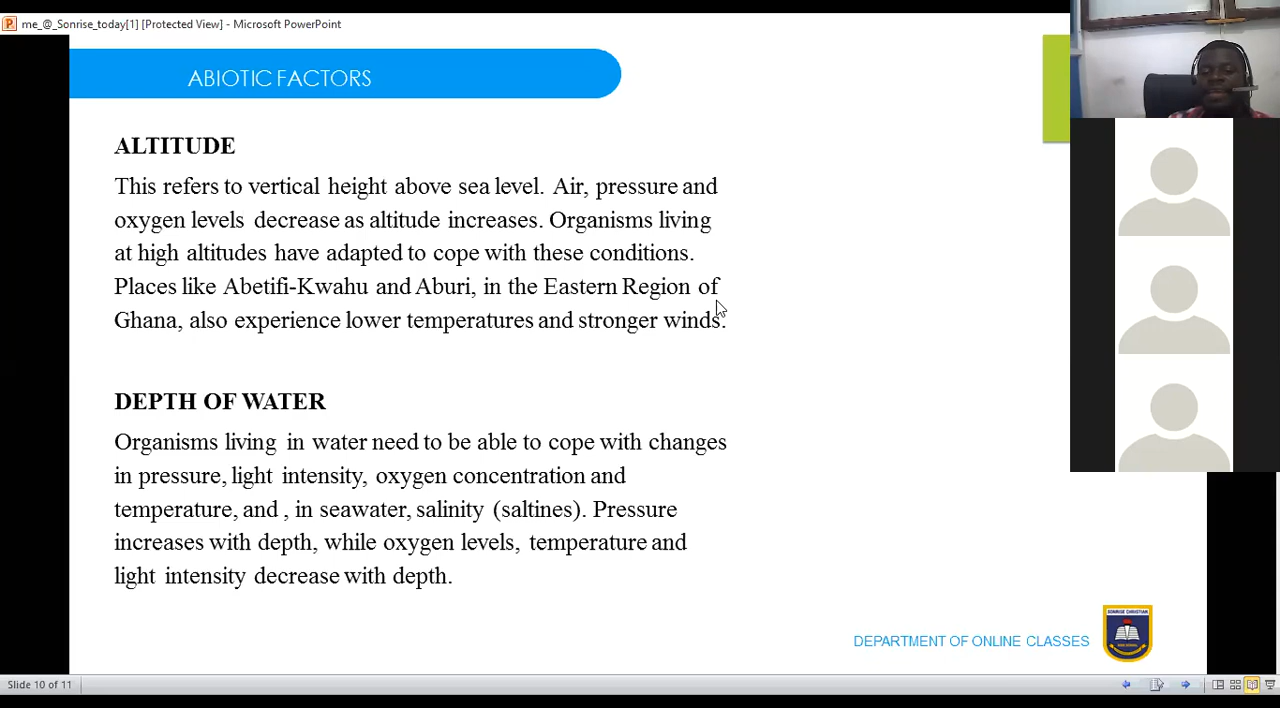 me_@_Sonrise_today[1] [Protected View] - Microsoft PowerPoint
ABIOTIC FACTORS
ALTITUDE
This refers to vertical height above sea level. Air, pressure and
oxygen levels decrease as altitude increases. Organisms living
at high altitudes have adapted to cope with these conditions.
Places like Abetifi-Kwahu and Aburi, in the Eastern Region of
Ghana, also experience lower temperatures and stronger winds.
DEPTH OF WATER
Organisms living in water need to be able to cope with changes
in pressure, light intensity, oxygen concentration and
temperature, and , in seawater, salinity (saltines). Pressure
increases with depth, while oxygen levels, temperature and
light intensity decrease with depth.
DEPARTMENT OF ONLINE CLASSES
SONRISE CHRISTIAN
HIGH SCHOOL
Slide 10 of 11